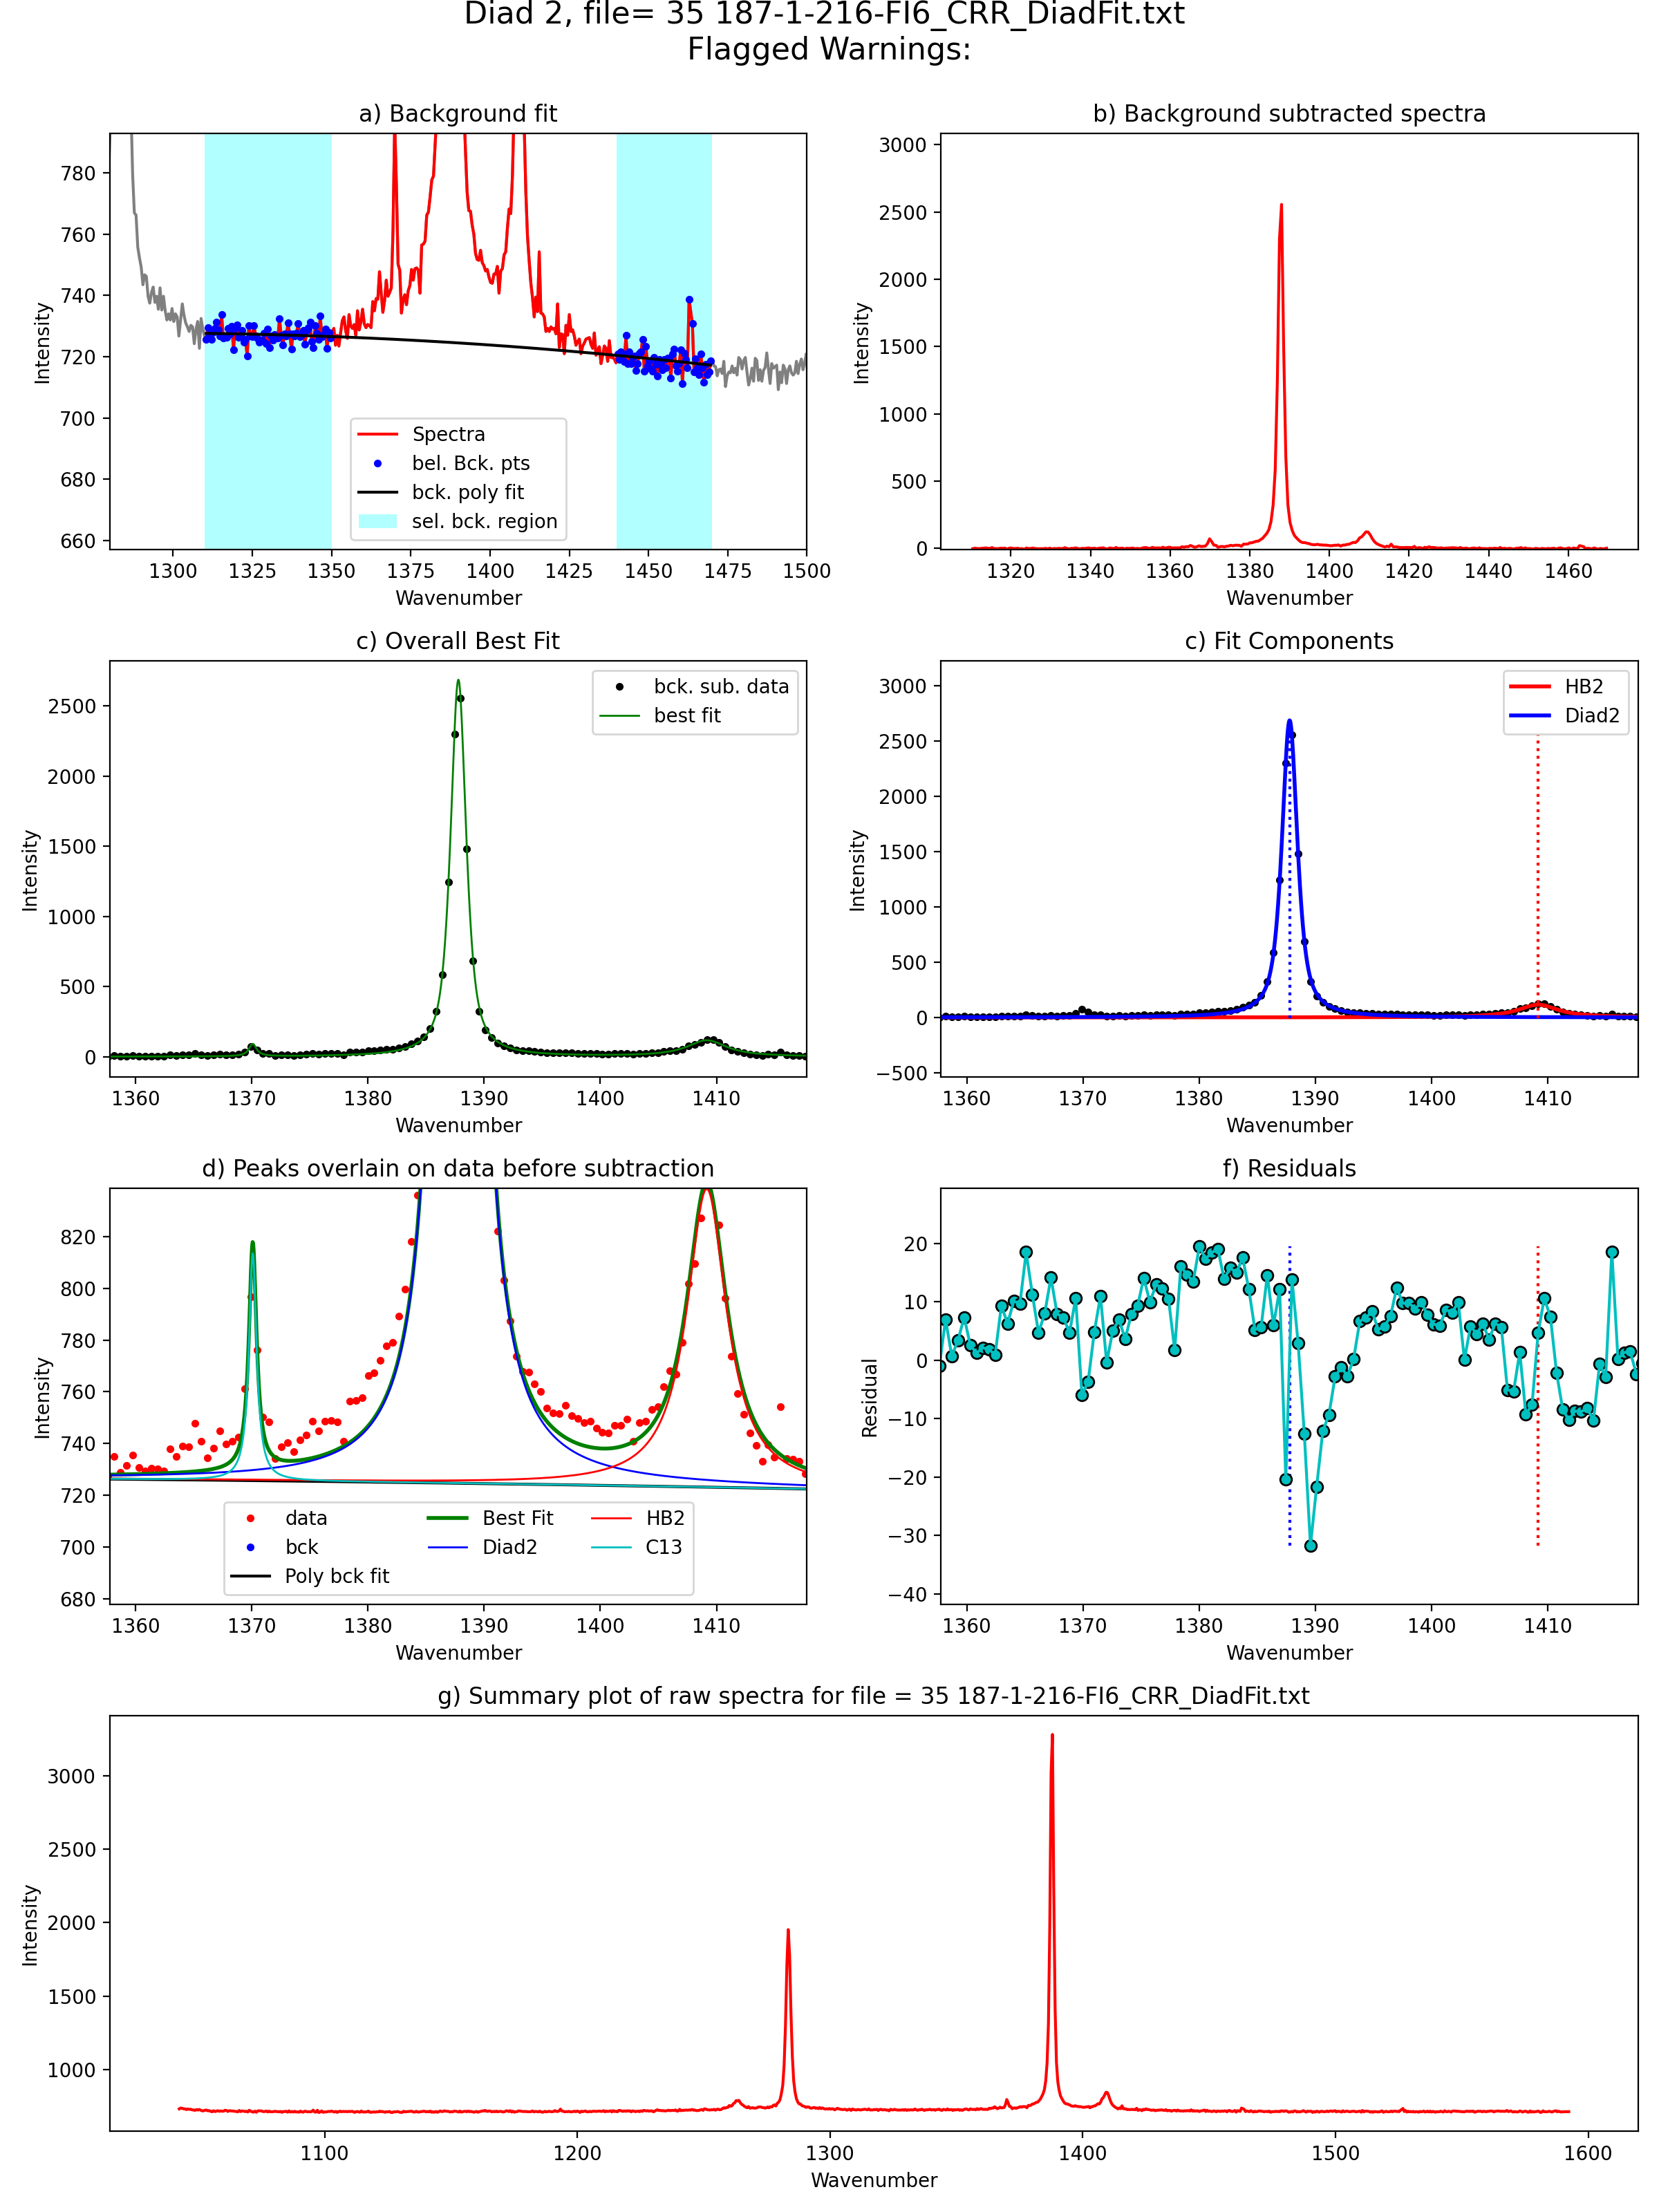 Diad 2, file= 35 187-1-216-FI6_CRR_DiadFit.txt
Flagged Warnings:
a) Background fit
Intensity
780
760
740
720
700
680
660
Spectra
bel. Bck. pts
bck. poly fit
sel. bck. region
1300 1325 1350 1375 1400 1425 1450 1475 1500
Wavenumber
b) Background subtracted spectra
Intensity
3000
2500
2000
1500
1000
500
0
1320 1340 1360 1380 1400 1420 1440 1460
Wavenumber
c) Overall Best Fit
Intensity
2500
2000
1500
1000
500
0
bck. sub. data
best fit
1360 1370 1380 1390 1400 1410
Wavenumber
c) Fit Components
Intensity
3000
2500
2000
1500
1000
500
0
−500
HB2
Diad2
1360 1370 1380 1390 1400 1410
Wavenumber
d) Peaks overlain on data before subtraction
Intensity
820
800
780
760
740
720
700
680
data
bck
Poly bck fit
Best Fit
Diad2
HB2
C13
1360 1370 1380 1390 1400 1410
Wavenumber
f) Residuals
Residual
20
10
0
−10
−20
−30
−40
1360 1370 1380 1390 1400 1410
Wavenumber
g) Summary plot of raw spectra for file = 35 187-1-216-FI6_CRR_DiadFit.txt
Intensity
3000
2500
2000
1500
1000
1100 1200 1300 1400 1500 1600
Wavenumber